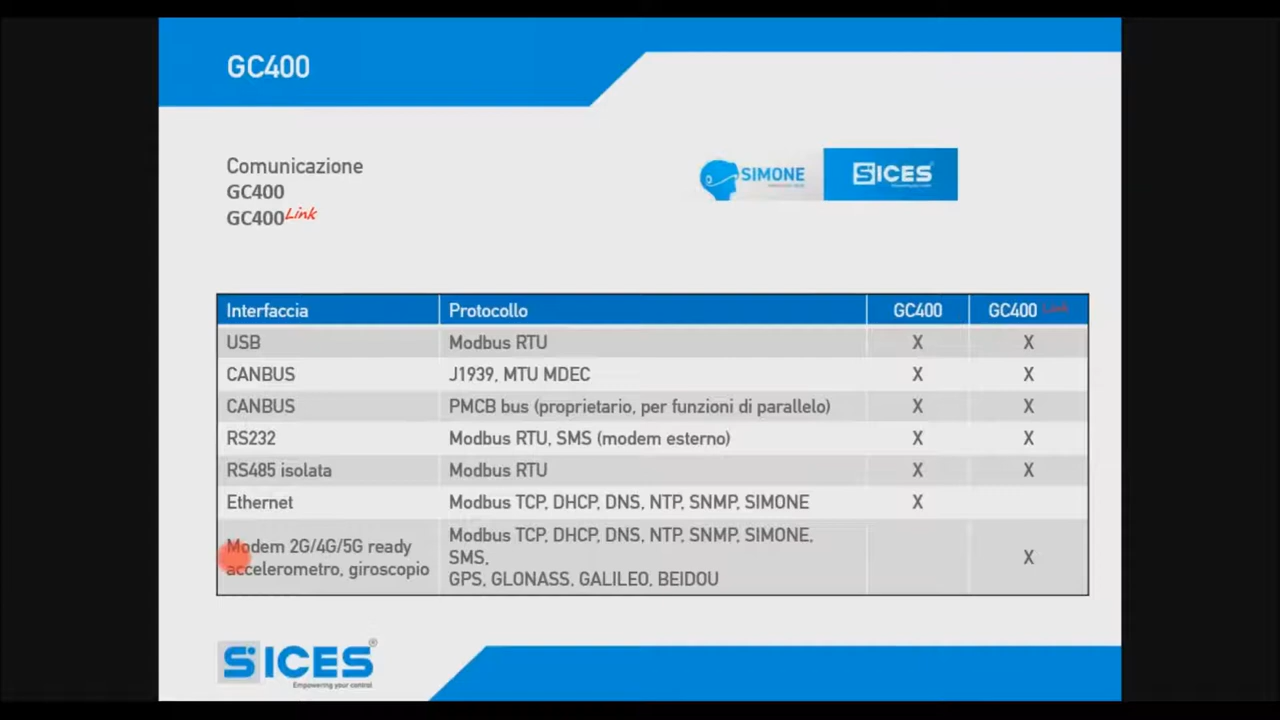 GC400
Comunicazione
GC400
GC400Link
SIMONE
SICES
Interfaccia Protocollo GC400 GC400 Link
USB Modbus RTU X X
CANBUS J1939, MTU MDEC X X
CANBUS PMCB bus (proprietario, per funzioni di parallelo) X X
RS232 Modbus RTU, SMS (modem esterno) X X
RS485 isolata Modbus RTU X X
Ethernet Modbus TCP, DHCP, DNS, NTP, SNMP, SIMONE X
Modem 2G/4G/5G ready Modbus TCP, DHCP, DNS, NTP, SNMP, SIMONE,
SMS, X
accelerometro, giroscopio GPS, GLONASS, GALILEO, BEIDOU
SICES®
Empowering your control